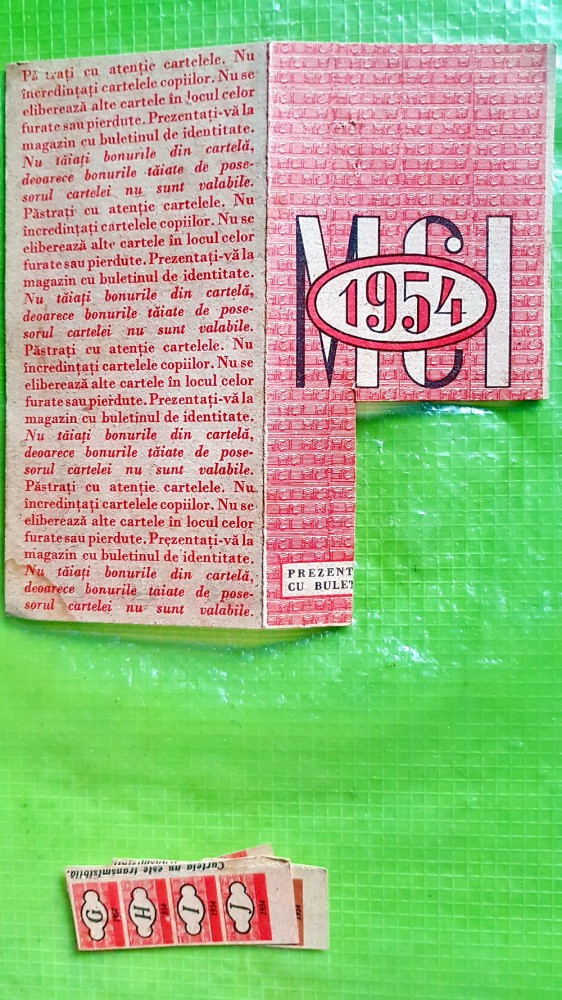 Păstrați cu atenție cartelele. Nu
încredințați cartelele copiilor. Nu se
eliberează alte cartele în locul celor
furate sau pierdute. Prezentați-vă la
magazin cu buletinul de identitate.
Nu tăiați bonurile din cartelă,
deoarece bonurile tăiate de pose-
sorul cartelei nu sunt valabile.
Păstrați cu atenție cartelele. Nu
încredințați cartelele copiilor. Nu se
eliberează alte cartele în locul celor
furate sau pierdute. Prezentați-vă la
magazin cu buletinul de identitate.
Nu tăiați bonurile din cartelă,
deoarece bonurile tăiate de pose-
sorul cartelei nu sunt valabile.
Păstrați cu atenție cartelele. Nu
încredințați cartelele copiilor. Nu se
eliberează alte cartele în locul celor
furate sau pierdute. Prezentați-vă la
magazin cu buletinul de identitate.
Nu tăiați bonurile din cartelă,
deoarece bonurile tăiate de pose-
sorul cartelei nu sunt valabile.
Păstrați cu atenție cartelele. Nu
încredințați cartelele copiilor. Nu se
eliberează alte cartele în locul celor
furate sau pierdute. Prezentați-vă la
magazin cu buletinul de identitate.
Nu tăiați bonurile din cartelă,
deoarece bonurile tăiate de pose-
sorul cartelei nu sunt valabile.
MCI
1954
PREZENT
CU BULET
Cartela nu este transmisibilă.
G H I J
1954 1954 1954 1954